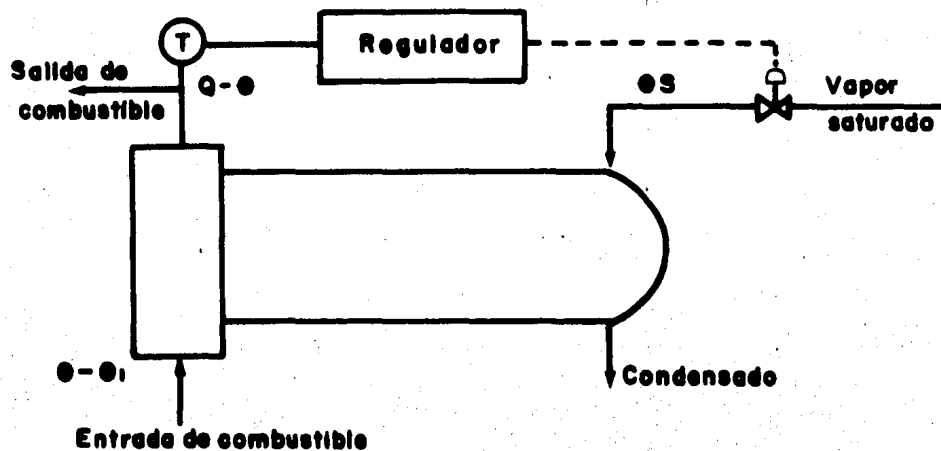 T
Regulador
Salida de
combustible
Q-θ
θS
Vapor
saturado
θ-θ₁
Condensado
Entrada de combustible